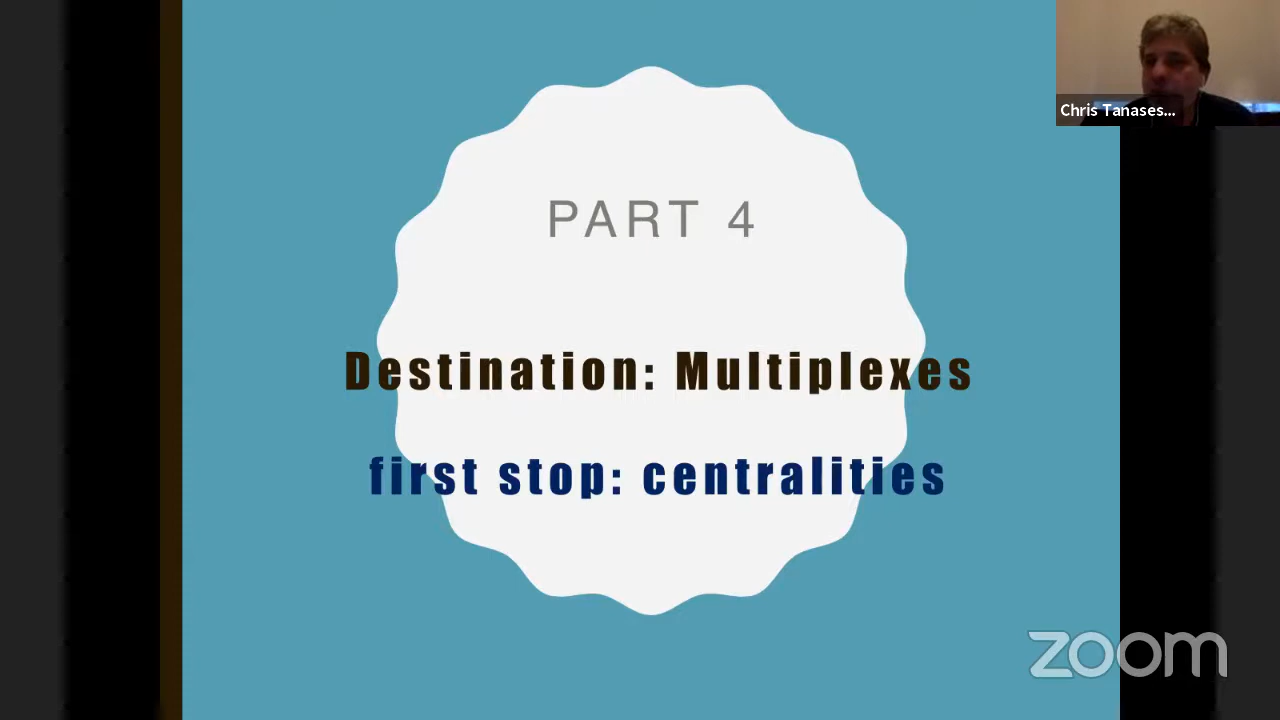 Chris Tanases...
PART 4
Destination: Multiplexes
first stop: centralities
zoom